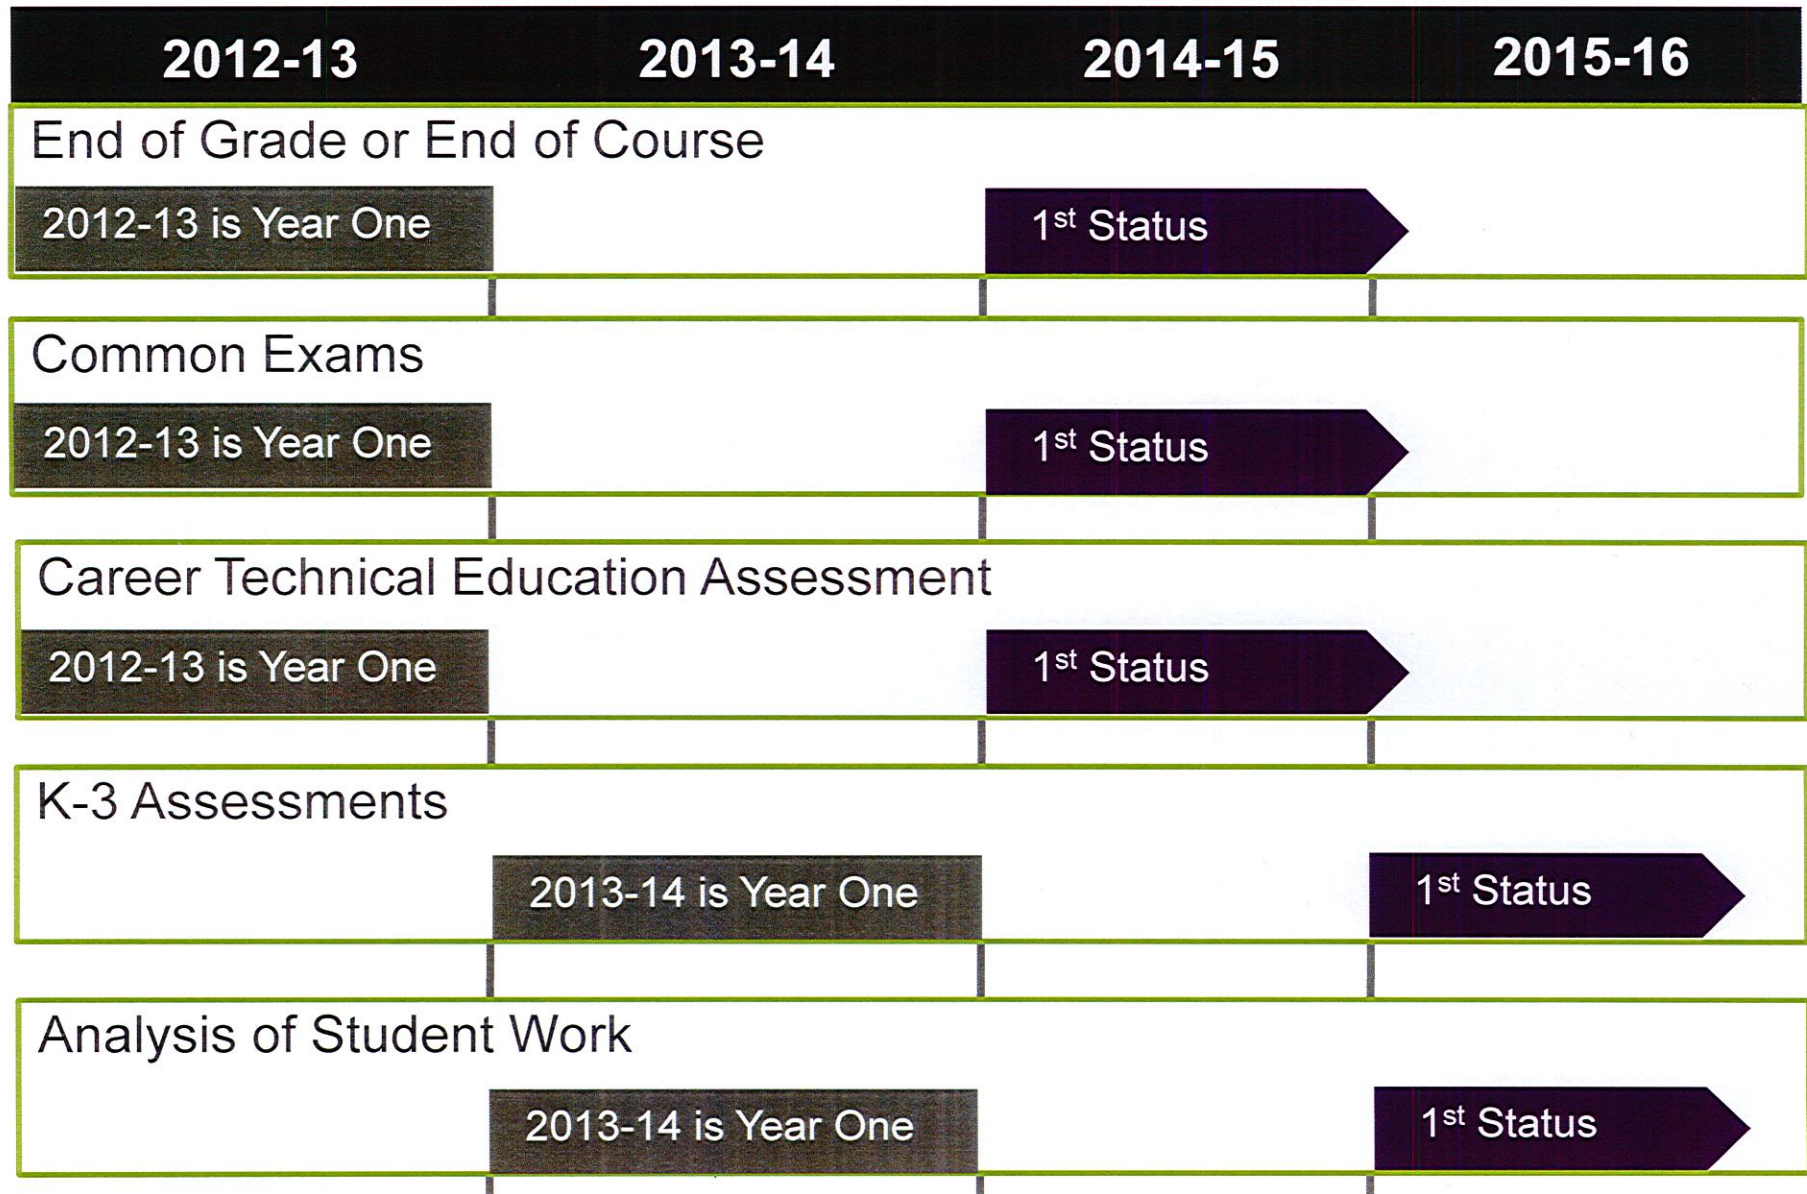 2012-13 2013-14 2014-15 2015-16
End of Grade or End of Course
2012-13 is Year One 1st Status
Common Exams
2012-13 is Year One 1st Status
Career Technical Education Assessment
2012-13 is Year One 1st Status
K-3 Assessments
2013-14 is Year One 1st Status
Analysis of Student Work
2013-14 is Year One 1st Status